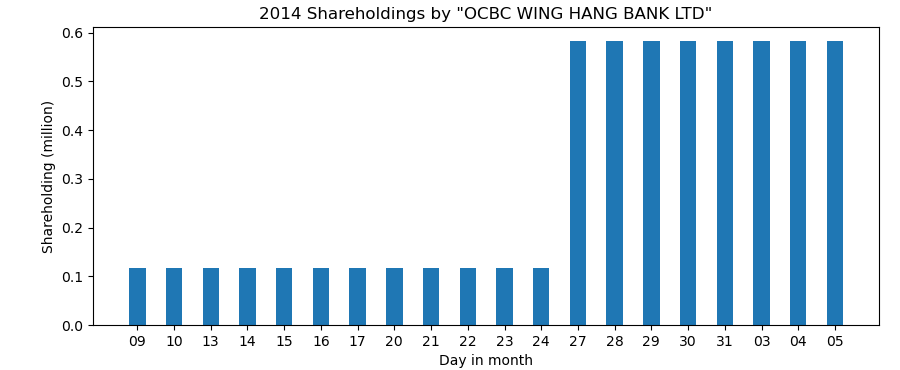 2014 Shareholdings by "OCBC WING HANG BANK LTD"
Shareholding (million)
0.6
0.5
0.4
0.3
0.2
0.1
0.0
09 10 13 14 15 16 17 20 21 22 23 24 27 28 29 30 31 03 04 05
Day in month